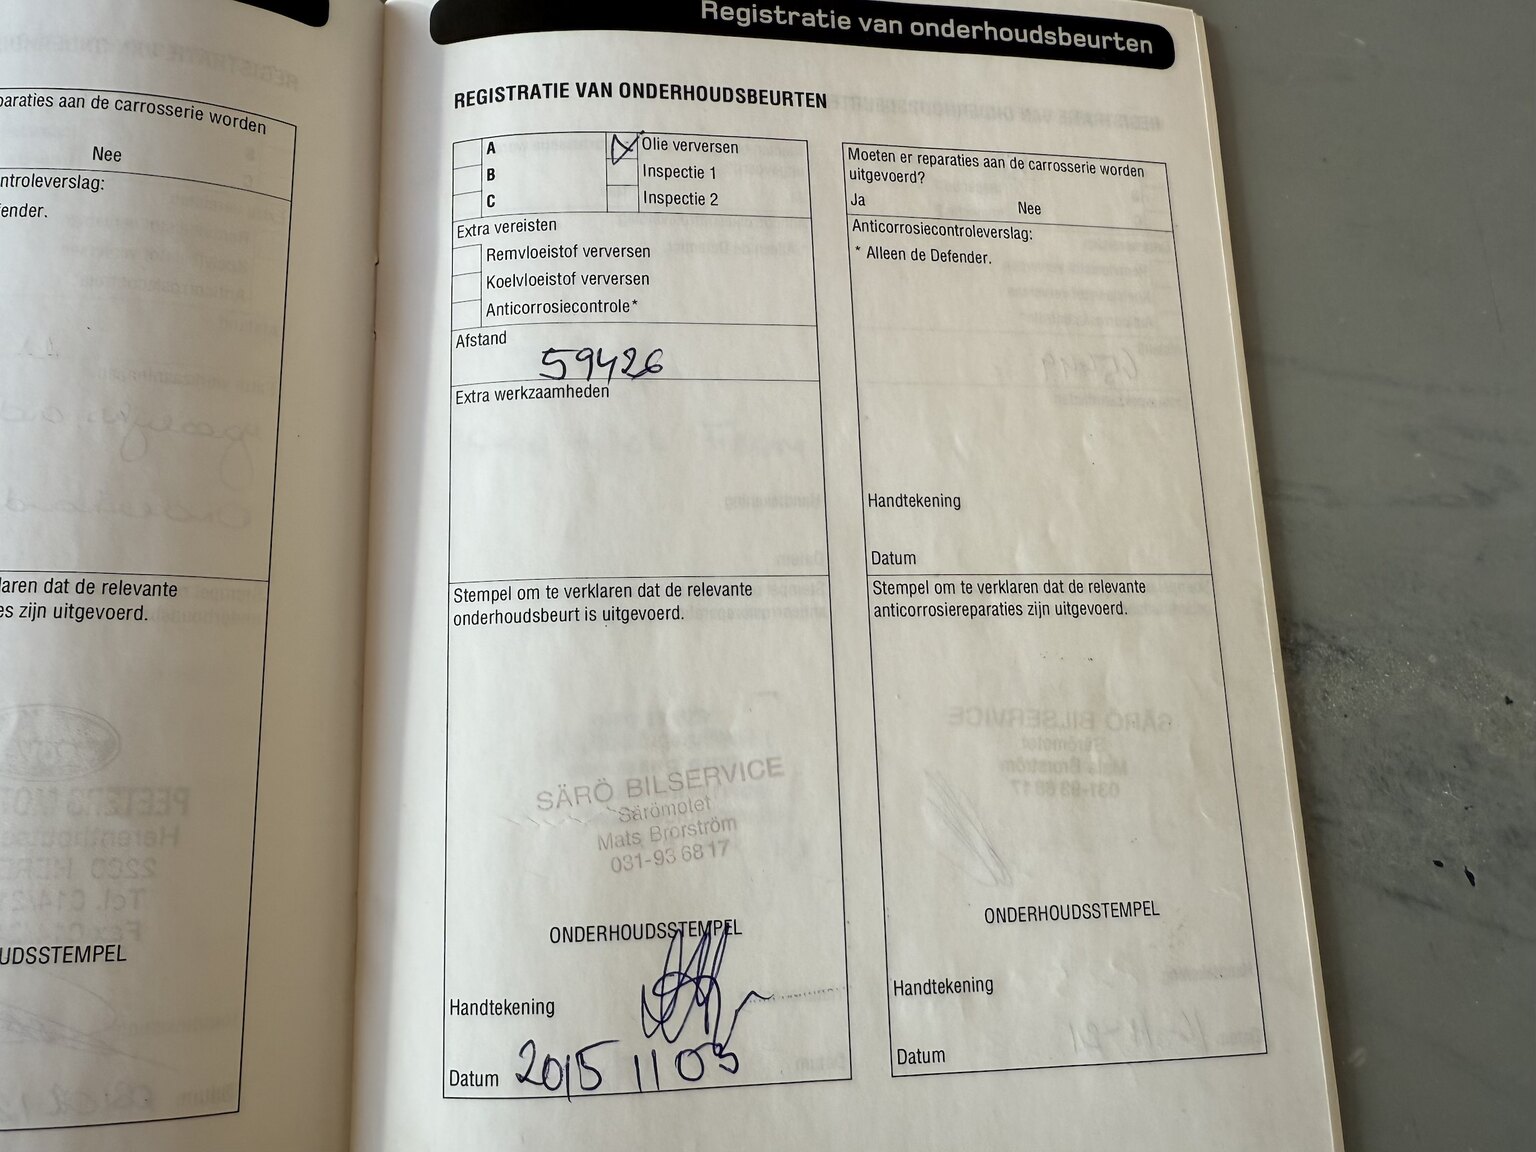 Registratie van onderhoudsbeurten
paraties aan de carrosserie worden
Nee
ntroleverslag:
fender.
laren dat de relevante
es zijn uitgevoerd.
UDSSTEMPEL
REGISTRATIE VAN ONDERHOUDSBEURTEN
A
B
C
Olie verversen
Inspectie 1
Inspectie 2
Extra vereisten
Remvloeistof verversen
Koelvloeistof verversen
Anticorrosiecontrole*
Afstand
59426
Extra werkzaamheden
Stempel om te verklaren dat de relevante
onderhoudsbeurt is uitgevoerd.
SÄRÖ BILSERVICE
Särömotet
Mats Brorström
031-93 68 17
ONDERHOUDSSTEMPEL
Handtekening
Datum 2015 11 03
Moeten er reparaties aan de carrosserie worden
uitgevoerd?
Ja Nee
Anticorrosiecontroleverslag:
* Alleen de Defender.
Handtekening
Datum
Stempel om te verklaren dat de relevante
anticorrosiereparaties zijn uitgevoerd.
ONDERHOUDSSTEMPEL
Handtekening
Datum